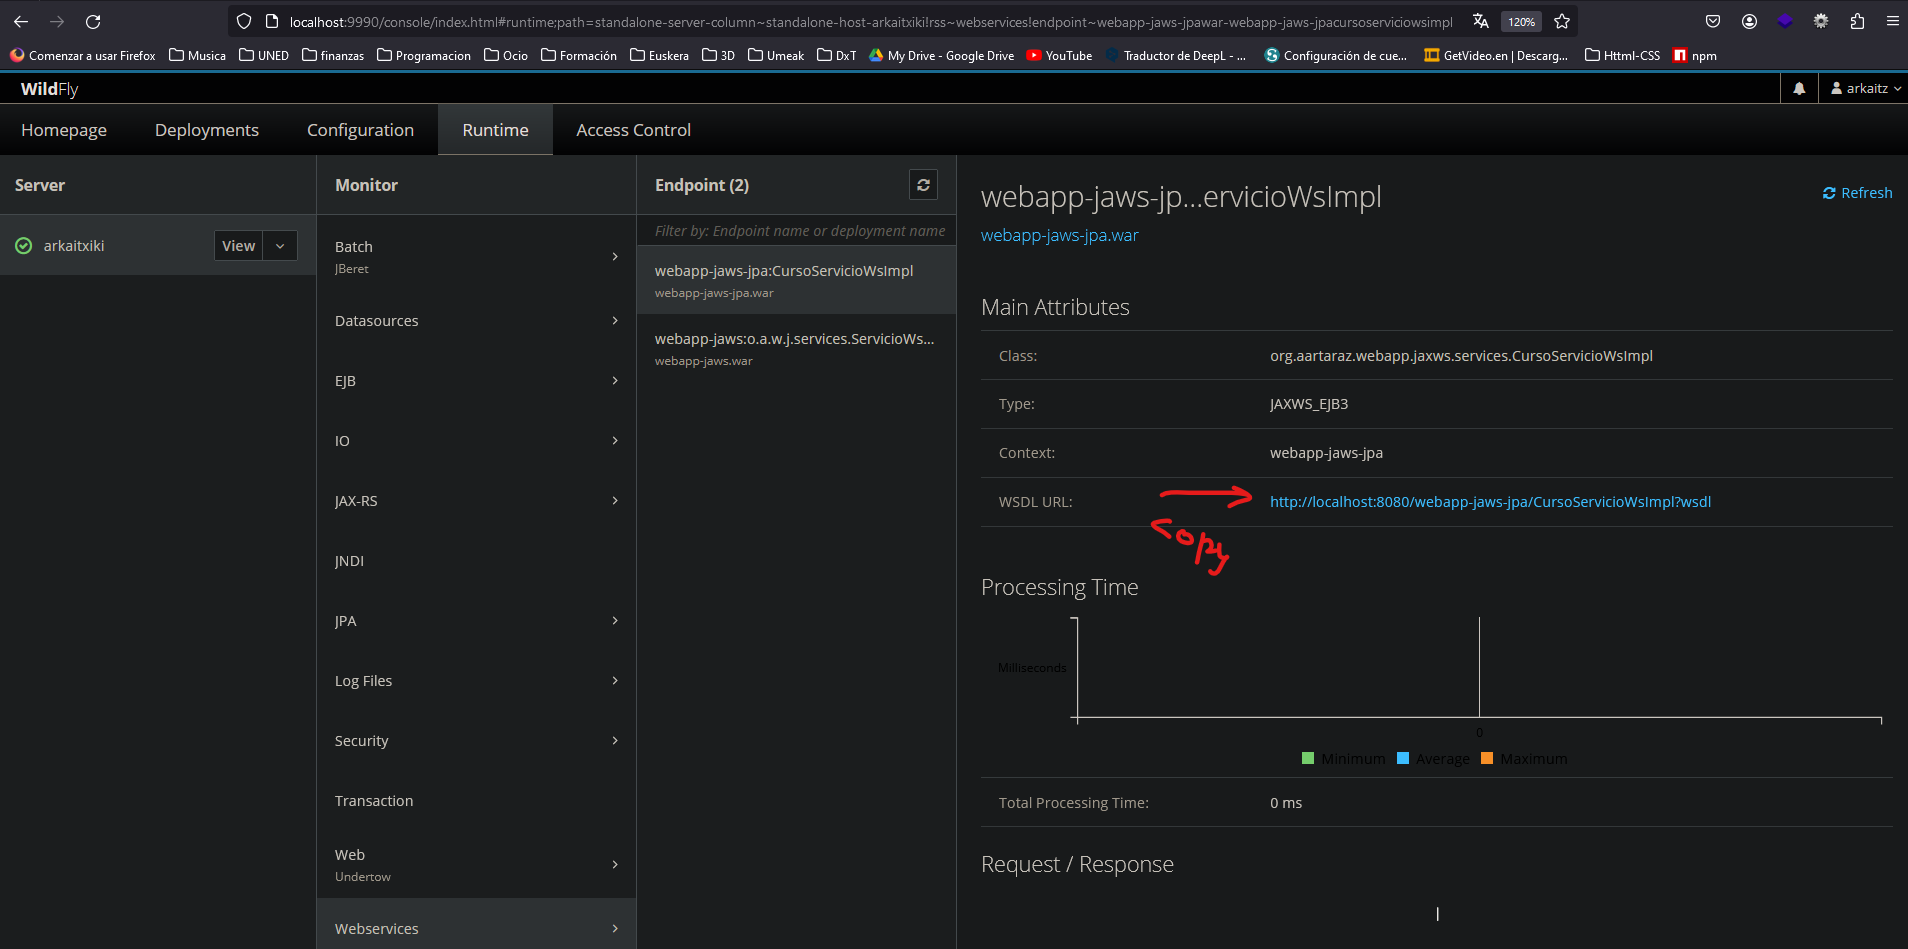 localhost:9990/console/index.html#runtime;path=standalone-server-column~standalone-host-arkaitxiki!rss~webservices!endpoint~webapp-jaws-jpawar-webapp-jaws-jpacursoserviciowsimpl 120%
Comenzar a usar Firefox Musica UNED finanzas Programacion Ocio Formación Euskera 3D Umeak DxT My Drive - Google Drive YouTube Traductor de DeepL - ... Configuración de cue... GetVideo.en | Descarg... Httml-CSS npm
WildFly arkaitz
Homepage Deployments Configuration Runtime Access Control
Server
arkaitxiki View
Monitor
Batch
JBeret
Datasources
EJB
IO
JAX-RS
JNDI
JPA
Log Files
Security
Transaction
Web
Undertow
Webservices
Endpoint (2)
Filter by: Endpoint name or deployment name
webapp-jaws-jpa:CursoServicioWsImpl
webapp-jaws-jpa.war
webapp-jaws:o.a.w.j.services.ServicioWs...
webapp-jaws.war
webapp-jaws-jp...ervicioWsImpl Refresh
webapp-jaws-jpa.war
Main Attributes
Class: org.aartaraz.webapp.jaxws.services.CursoServicioWsImpl
Type: JAXWS_EJB3
Context: webapp-jaws-jpa
WSDL URL: http://localhost:8080/webapp-jaws-jpa/CursoServicioWsImpl?wsdl
copy
Processing Time
Milliseconds
0
Minimum Average Maximum
Total Processing Time: 0 ms
Request / Response